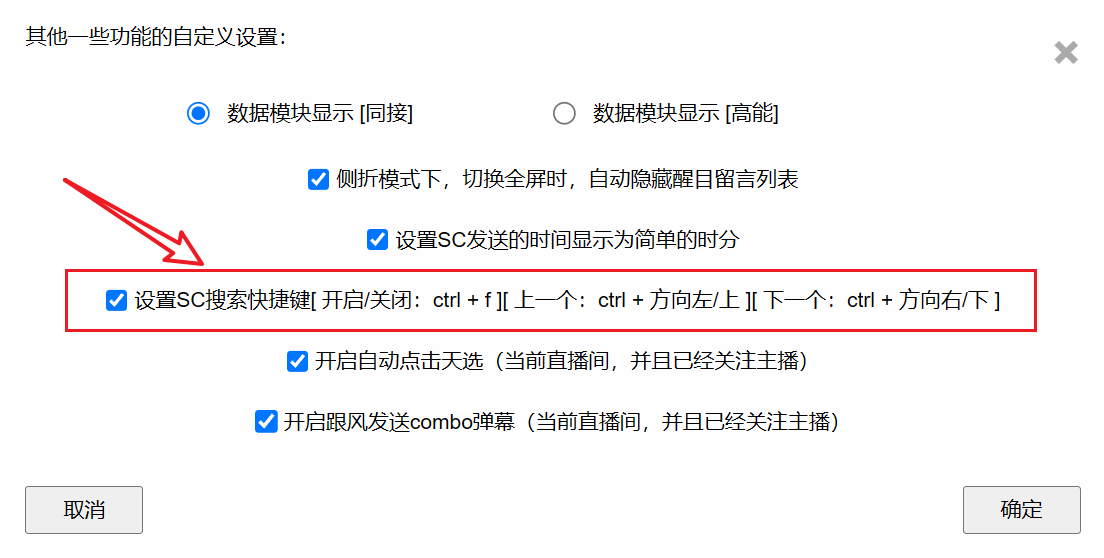 其他一些功能的自定义设置：
数据模块显示 [同接] 数据模块显示 [高能]
侧折模式下，切换全屏时，自动隐藏醒目留言列表
设置SC发送的时间显示为简单的时分
设置SC搜索快捷键[ 开启/关闭：ctrl + f ][ 上一个：ctrl + 方向左/上 ][ 下一个：ctrl + 方向右/下 ]
开启自动点击天选（当前直播间，并且已经关注主播）
开启跟风发送combo弹幕（当前直播间，并且已经关注主播）
取消 确定